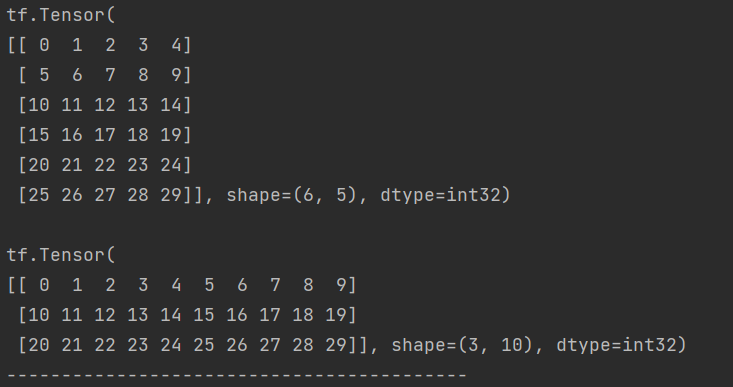 tf.Tensor(
[[ 0  1  2  3  4]
 [ 5  6  7  8  9]
 [10 11 12 13 14]
 [15 16 17 18 19]
 [20 21 22 23 24]
 [25 26 27 28 29]], shape=(6, 5), dtype=int32)

tf.Tensor(
[[ 0  1  2  3  4  5  6  7  8  9]
 [10 11 12 13 14 15 16 17 18 19]
 [20 21 22 23 24 25 26 27 28 29]], shape=(3, 10), dtype=int32)
------------------------------------------